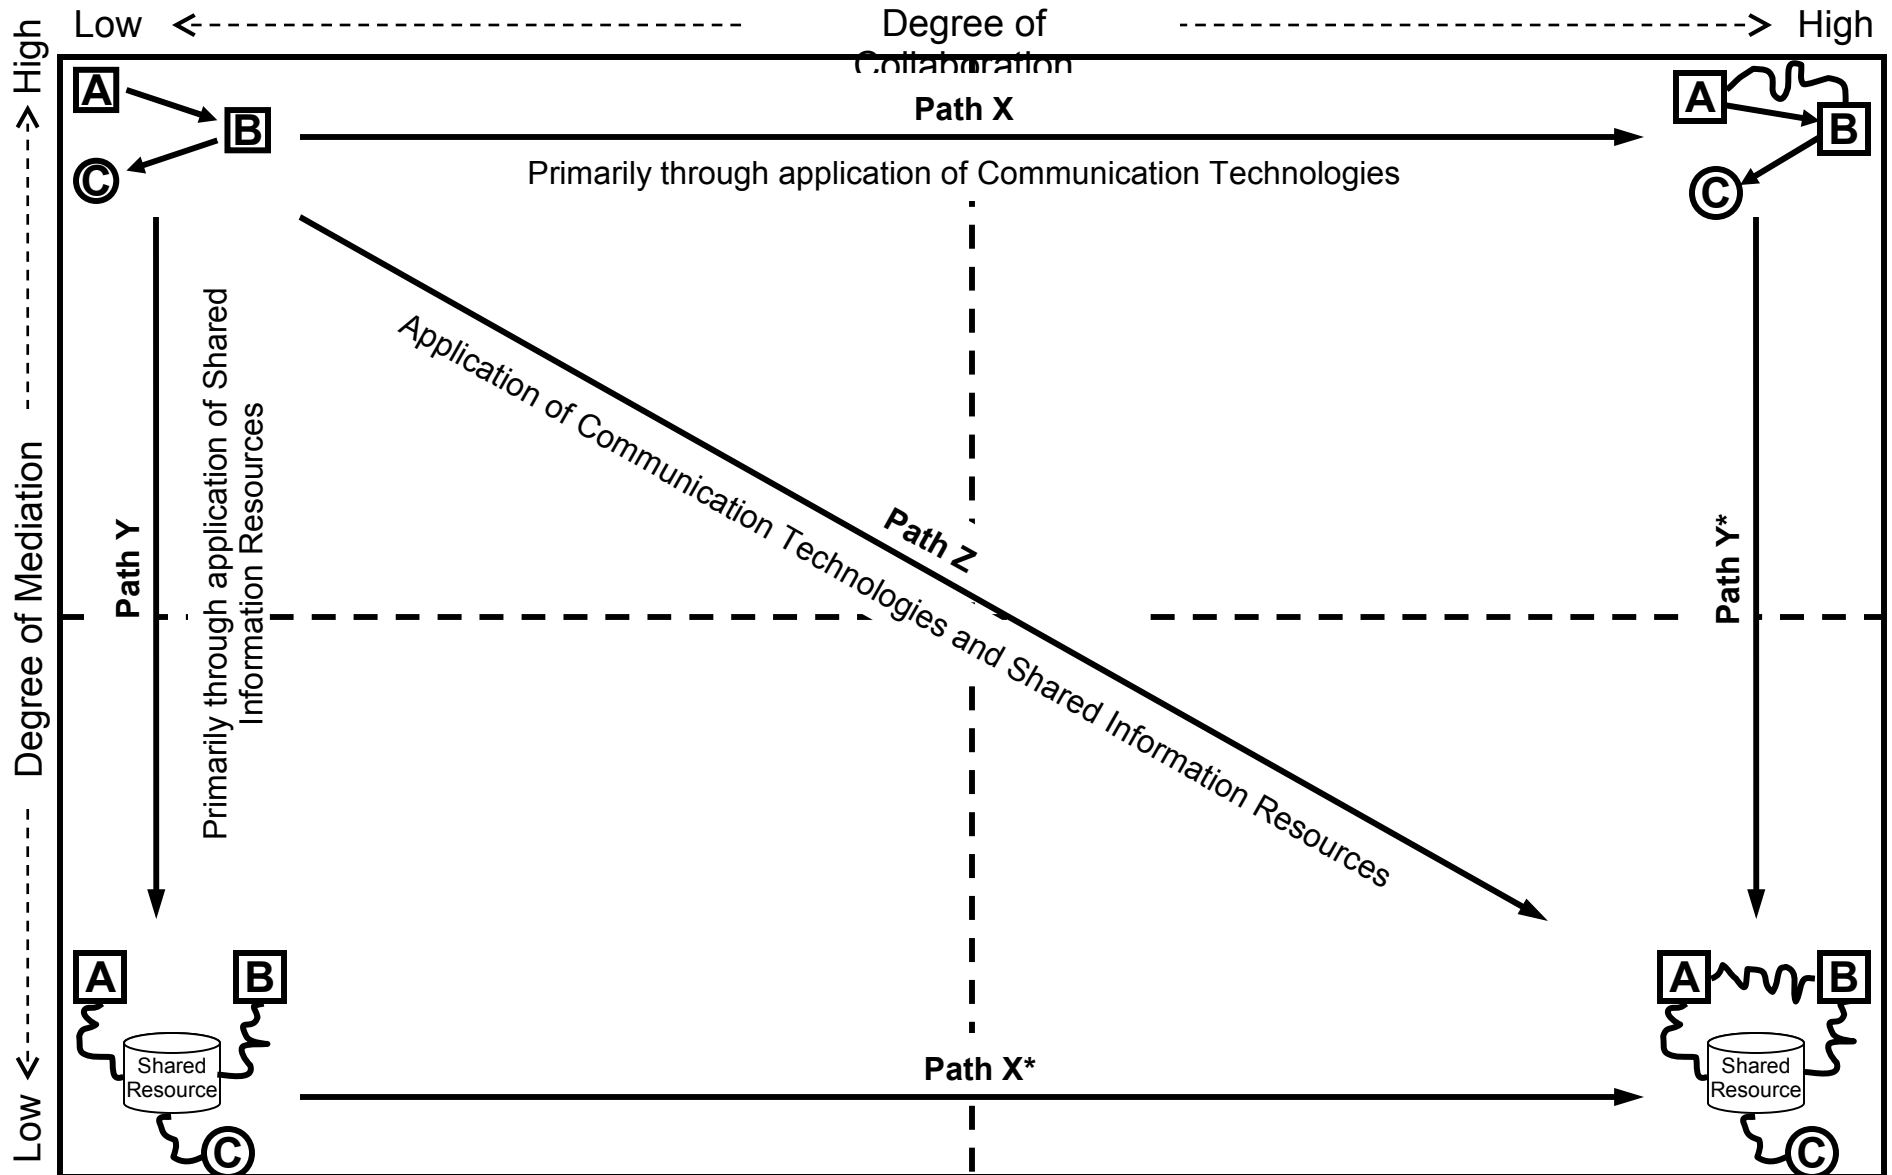 Low
Degree of
Collaboration
High
High
Degree of Mediation
Low
A
B
C
Path X
Primarily through application of Communication Technologies
A
B
C
Path Y
Primarily through application of Shared
Information Resources
Path Z
Application of Communication Technologies and Shared Information Resources
Path Y*
A
B
Shared
Resource
C
Path X*
A
B
Shared
Resource
C